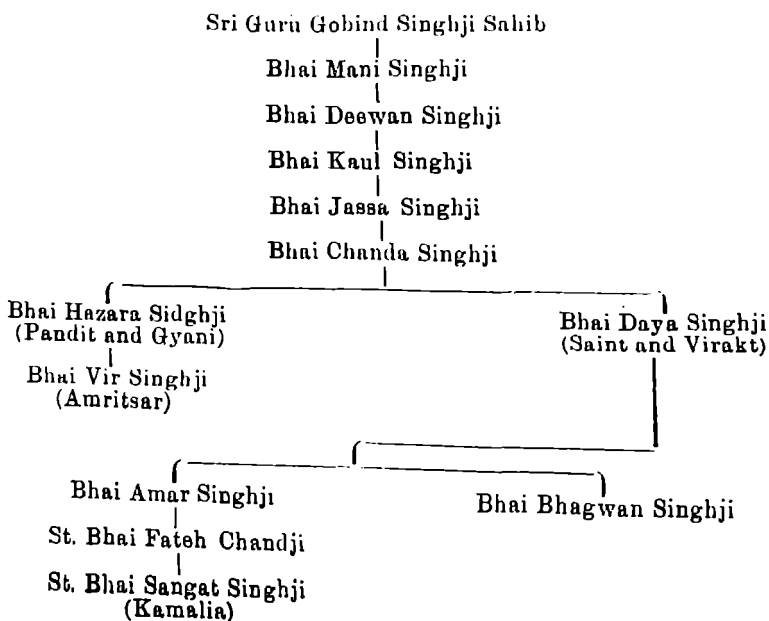 Sri Guru Gobind Singhji Sahib
Bhai Mani Singhji
Bhai Deewan Singhji
Bhai Kaul Singhji
Bhai Jassa Singhji
Bhai Chanda Singhji
Bhai Hazara Sidghji
(Pandit and Gyani)
Bhai Vir Singhji
(Amritsar)
Bhai Daya Singhji
(Saint and Virakt)
Bhai Amar Singhji
St. Bhai Fateh Chandji
St. Bhai Sangat Singhji
(Kamalia)
Bhai Bhagwan Singhji